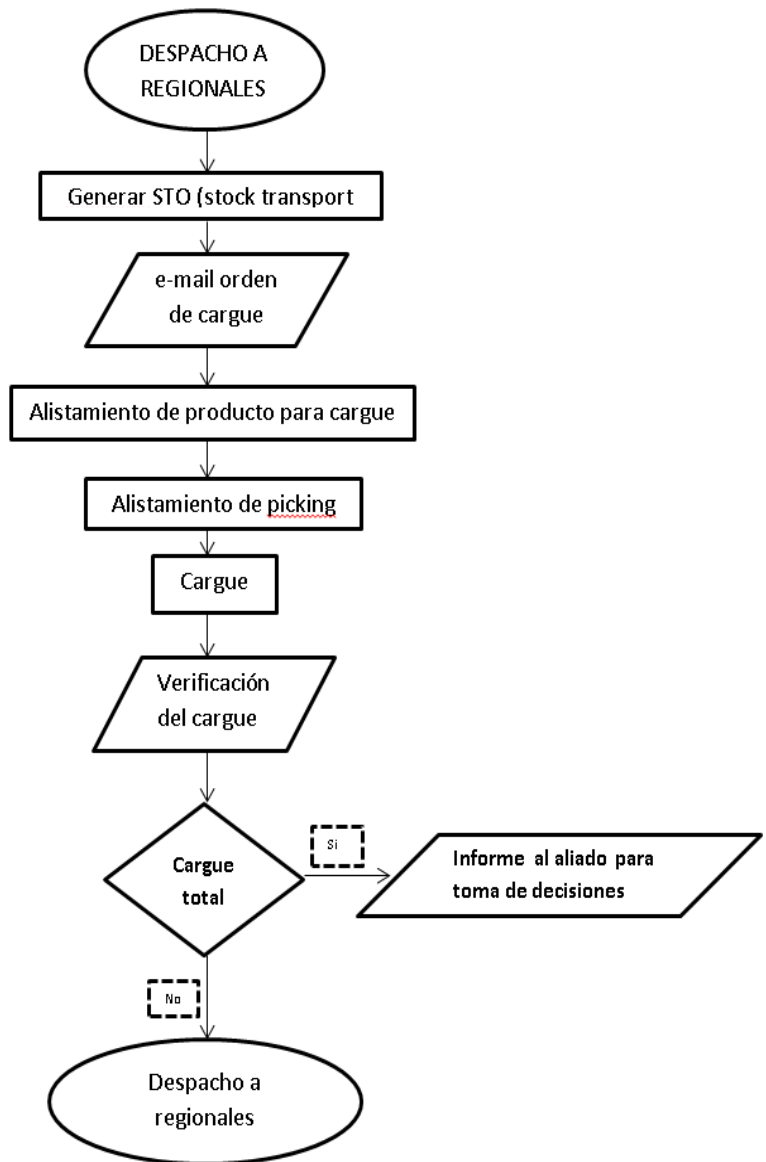 DESPACHO A
REGIONALES
Generar STO (stock transport
e-mail orden
de cargue
Alistamiento de producto para cargue
Alistamiento de picking
Cargue
Verificación
del cargue
Cargue
total
Si
Informe al aliado para
toma de decisiones
No
Despacho a
regionales